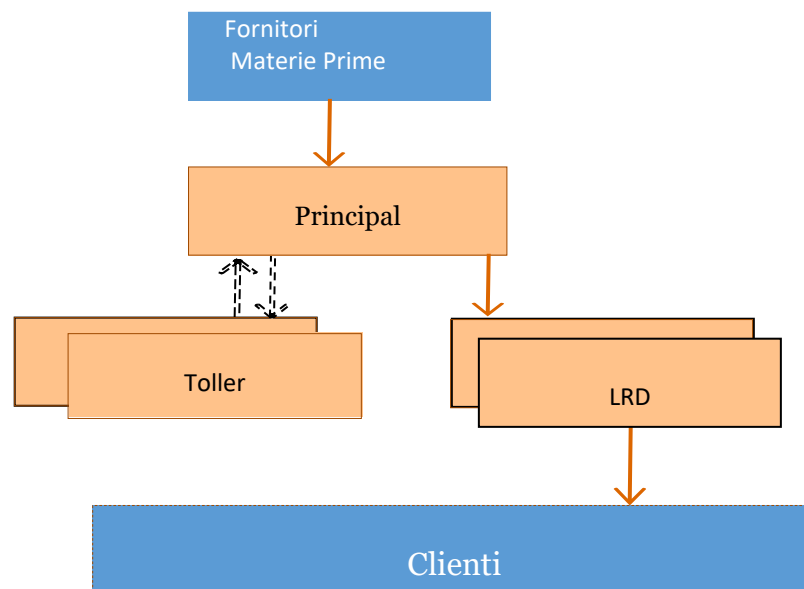 Fornitori
Materie Prime
Principal
Toller
LRD
Clienti